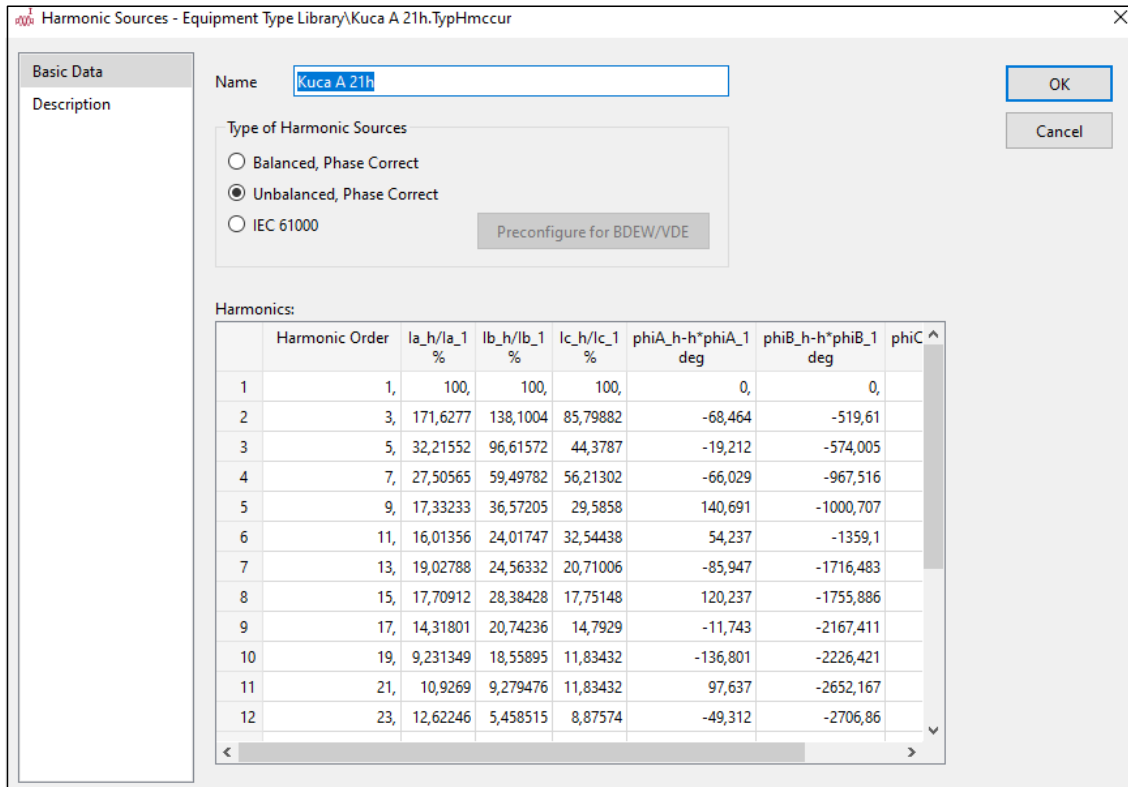 Harmonic Sources - Equipment Type Library\Kuca A 21h.TypHmccur
Basic Data
Description
Name Kuca A 21h
OK
Cancel
Type of Harmonic Sources
Balanced, Phase Correct
Unbalanced, Phase Correct
IEC 61000
Preconfigure for BDEW/VDE
Harmonics:
Harmonic Order Ia_h/Ia_1 Ib_h/Ib_1 Ic_h/Ic_1 phiA_h-h*phiA_1 phiB_h-h*phiB_1 phiC
% % % deg deg
1 1, 100, 100, 100, 0, 0,
2 3, 171,6277 138,1004 85,79882 -68,464 -519,61
3 5, 32,21552 96,61572 44,3787 -19,212 -574,005
4 7, 27,50565 59,49782 56,21302 -66,029 -967,516
5 9, 17,33233 36,57205 29,5858 140,691 -1000,707
6 11, 16,01356 24,01747 32,54438 54,237 -1359,1
7 13, 19,02788 24,56332 20,71006 -85,947 -1716,483
8 15, 17,70912 28,38428 17,75148 120,237 -1755,886
9 17, 14,31801 20,74236 14,7929 -11,743 -2167,411
10 19, 9,231349 18,55895 11,83432 -136,801 -2226,421
11 21, 10,9269 9,279476 11,83432 97,637 -2652,167
12 23, 12,62246 5,458515 8,87574 -49,312 -2706,86